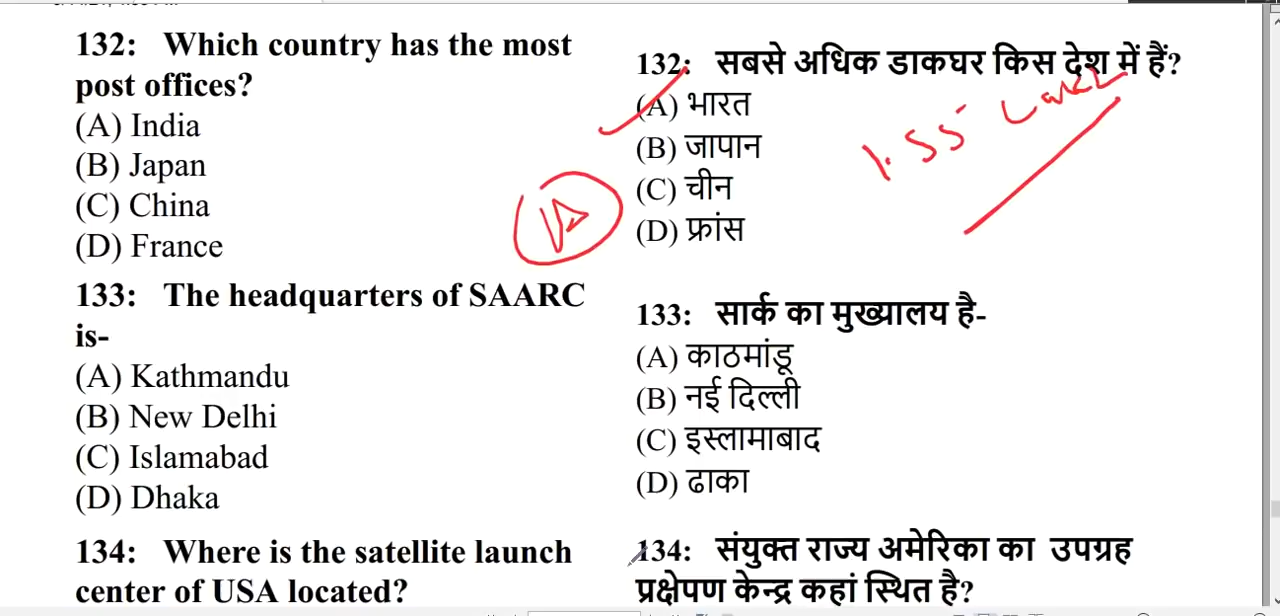 132: Which country has the most
post offices?
(A) India
(B) Japan
(C) China
(D) France
133: The headquarters of SAARC
is-
(A) Kathmandu
(B) New Delhi
(C) Islamabad
(D) Dhaka
134: Where is the satellite launch
center of USA located?
132: सबसे अधिक डाकघर किस देश में हैं?
(A) भारत
(B) जापान
(C) चीन
(D) फ्रांस
1.55 Lakh
133: सार्क का मुख्यालय है-
(A) काठमांडू
(B) नई दिल्ली
(C) इस्लामाबाद
(D) ढाका
134: संयुक्त राज्य अमेरिका का उपग्रह
प्रक्षेपण केन्द्र कहां स्थित है?